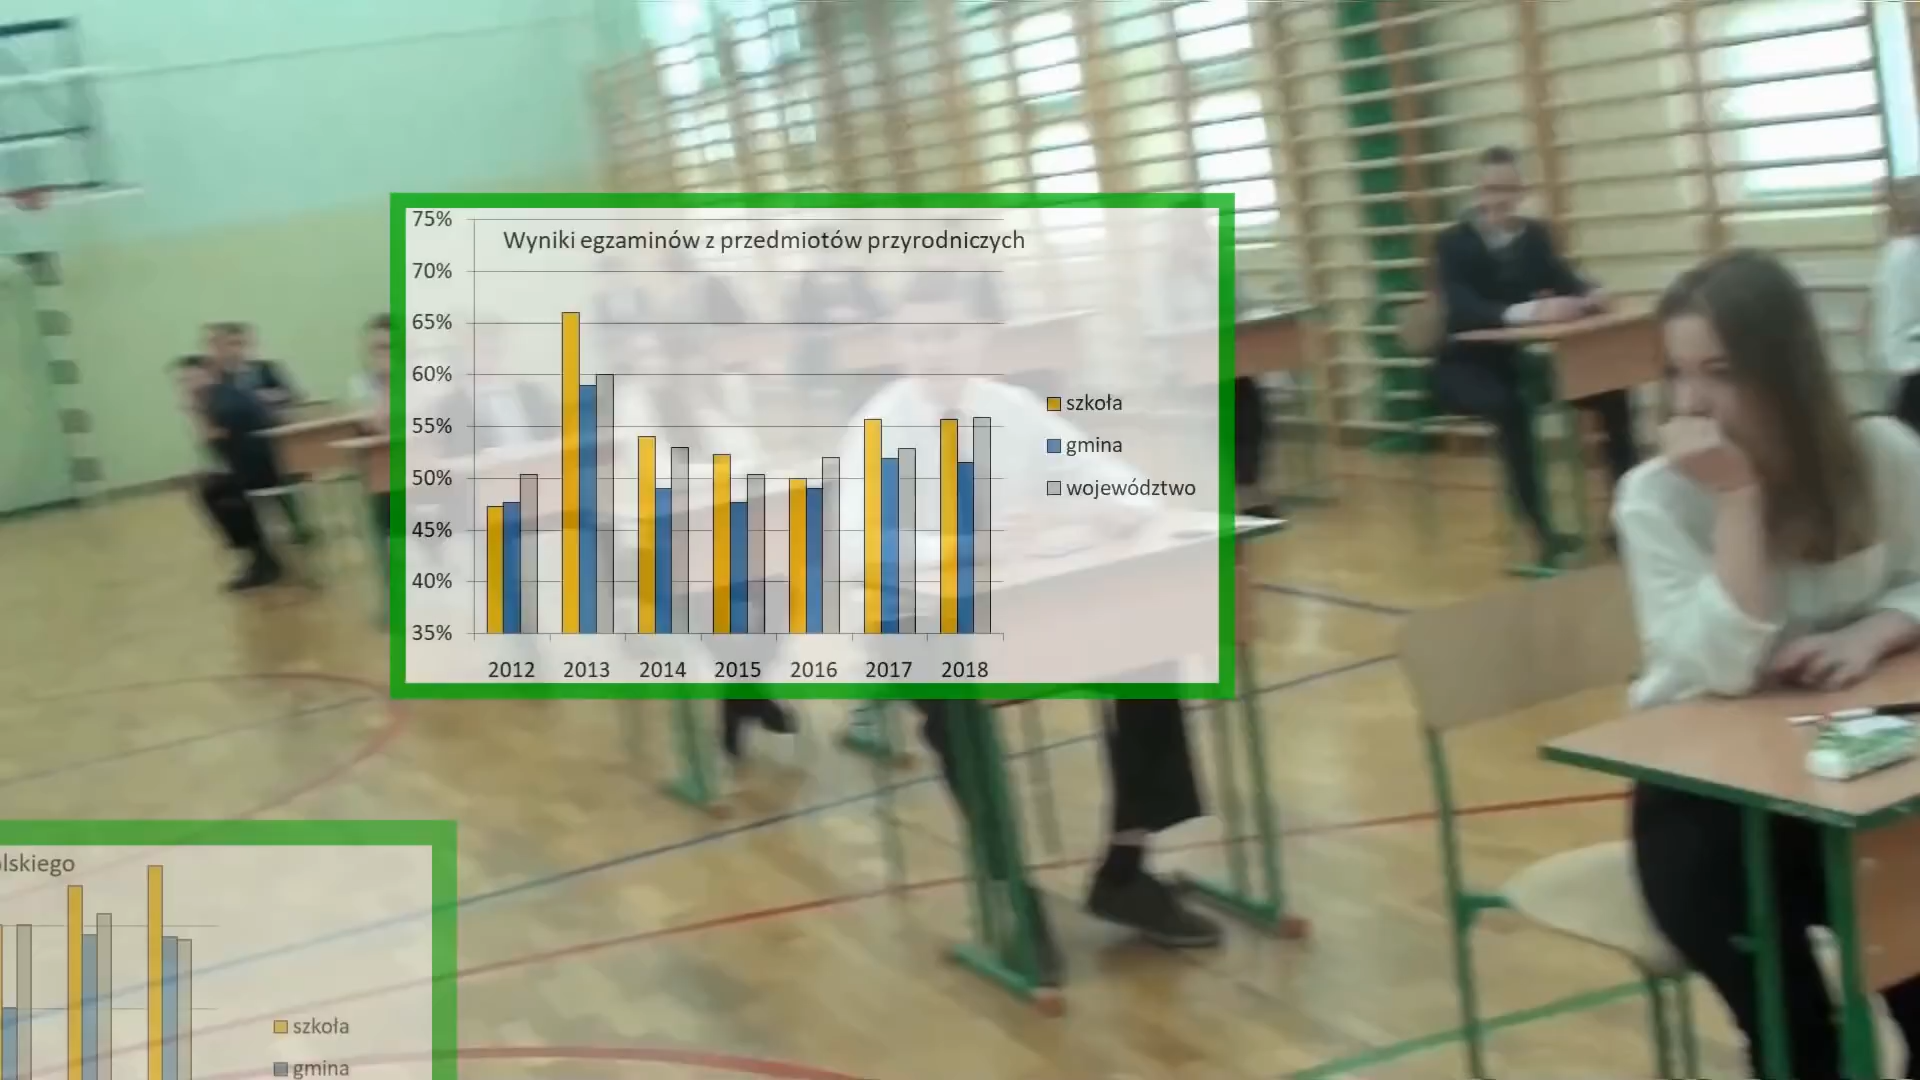 75%
Wyniki egzaminów z przedmiotów przyrodniczych
70%
65%
60%
55%
50%
45%
40%
35%
2012 2013 2014 2015 2016 2017 2018
szkoła
gmina
województwo
szkoła
gmina